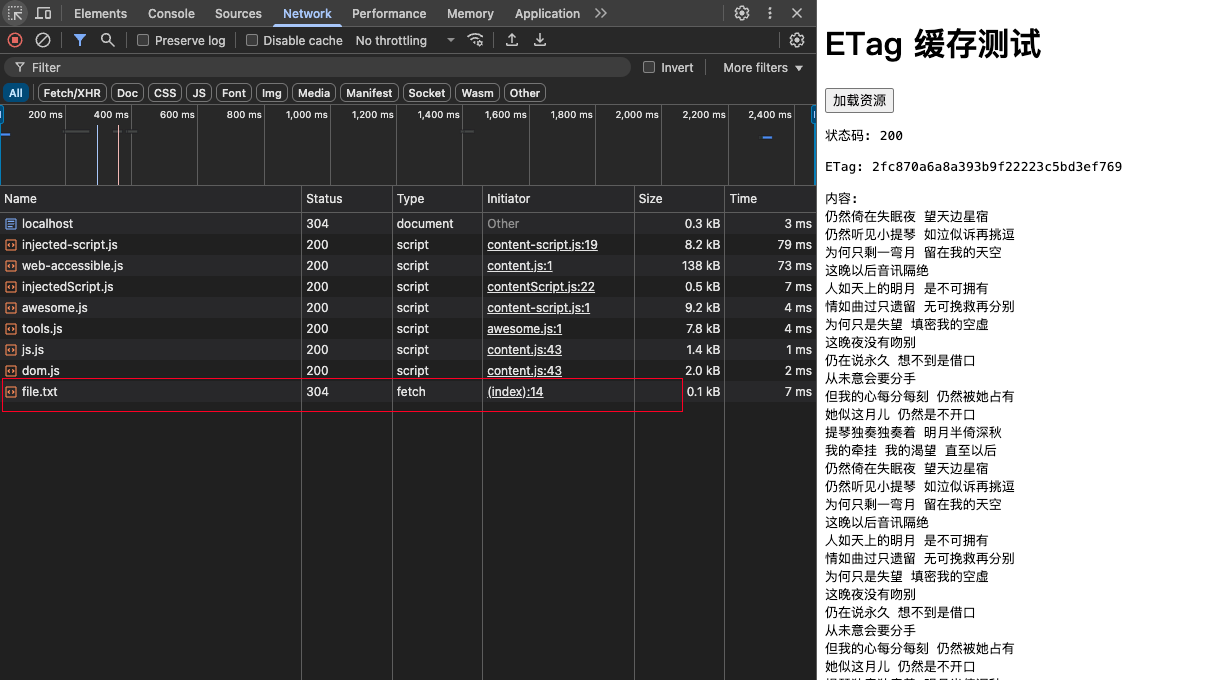 Elements Console Sources Network Performance Memory Application
Preserve log Disable cache No throttling
Filter Invert More filters
All Fetch/XHR Doc CSS JS Font Img Media Manifest Socket Wasm Other
200 ms 400 ms 600 ms 800 ms 1,000 ms 1,200 ms 1,400 ms 1,600 ms 1,800 ms 2,000 ms 2,200 ms 2,400 ms
Name Status Type Initiator Size Time
localhost 304 document Other 0.3 kB 3 ms
injected-script.js 200 script content-script.js:19 8.2 kB 79 ms
web-accessible.js 200 script content.js:1 138 kB 73 ms
injectedScript.js 200 script contentScript.js:22 0.5 kB 7 ms
awesome.js 200 script content-script.js:1 9.2 kB 4 ms
tools.js 200 script awesome.js:1 7.8 kB 4 ms
js.js 200 script content.js:43 1.4 kB 1 ms
dom.js 200 script content.js:43 2.0 kB 2 ms
file.txt 304 fetch (index):14 0.1 kB 7 ms
ETag 缓存测试
加载资源
状态码: 200
ETag: 2fc870a6a8a393b9f22223c5bd3ef769
内容:
仍然倚在失眠夜 望天边星宿
仍然听见小提琴 如泣似诉再挑逗
为何只剩一弯月 留在我的天空
这晚以后音讯隔绝
人如天上的明月 是不可拥有
情如曲过只遗留 无可挽救再分别
为何只是失望 填密我的空虚
这晚夜没有吻别
仍在说永久 想不到是借口
从未意会要分手
但我的心每分每刻 仍然被她占有
她似这月儿 仍然是不开口
提琴独奏独奏着 明月半倚深秋
我的牵挂 我的渴望 直至以后
仍然倚在失眠夜 望天边星宿
仍然听见小提琴 如泣似诉再挑逗
为何只剩一弯月 留在我的天空
这晚以后音讯隔绝
人如天上的明月 是不可拥有
情如曲过只遗留 无可挽救再分别
为何只是失望 填密我的空虚
这晚夜没有吻别
仍在说永久 想不到是借口
从未意会要分手
但我的心每分每刻 仍然被她占有
她似这月儿 仍然是不开口